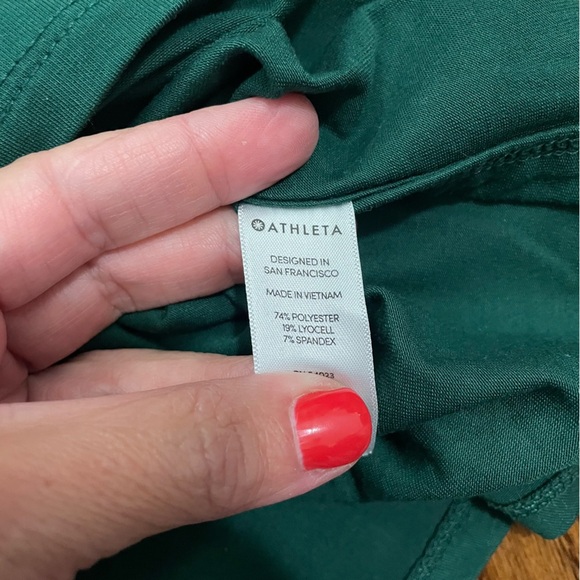 ATHLETA
DESIGNED IN
SAN FRANCISCO
MADE IN VIETNAM
74% POLYESTER
19% LYOCELL
7% SPANDEX